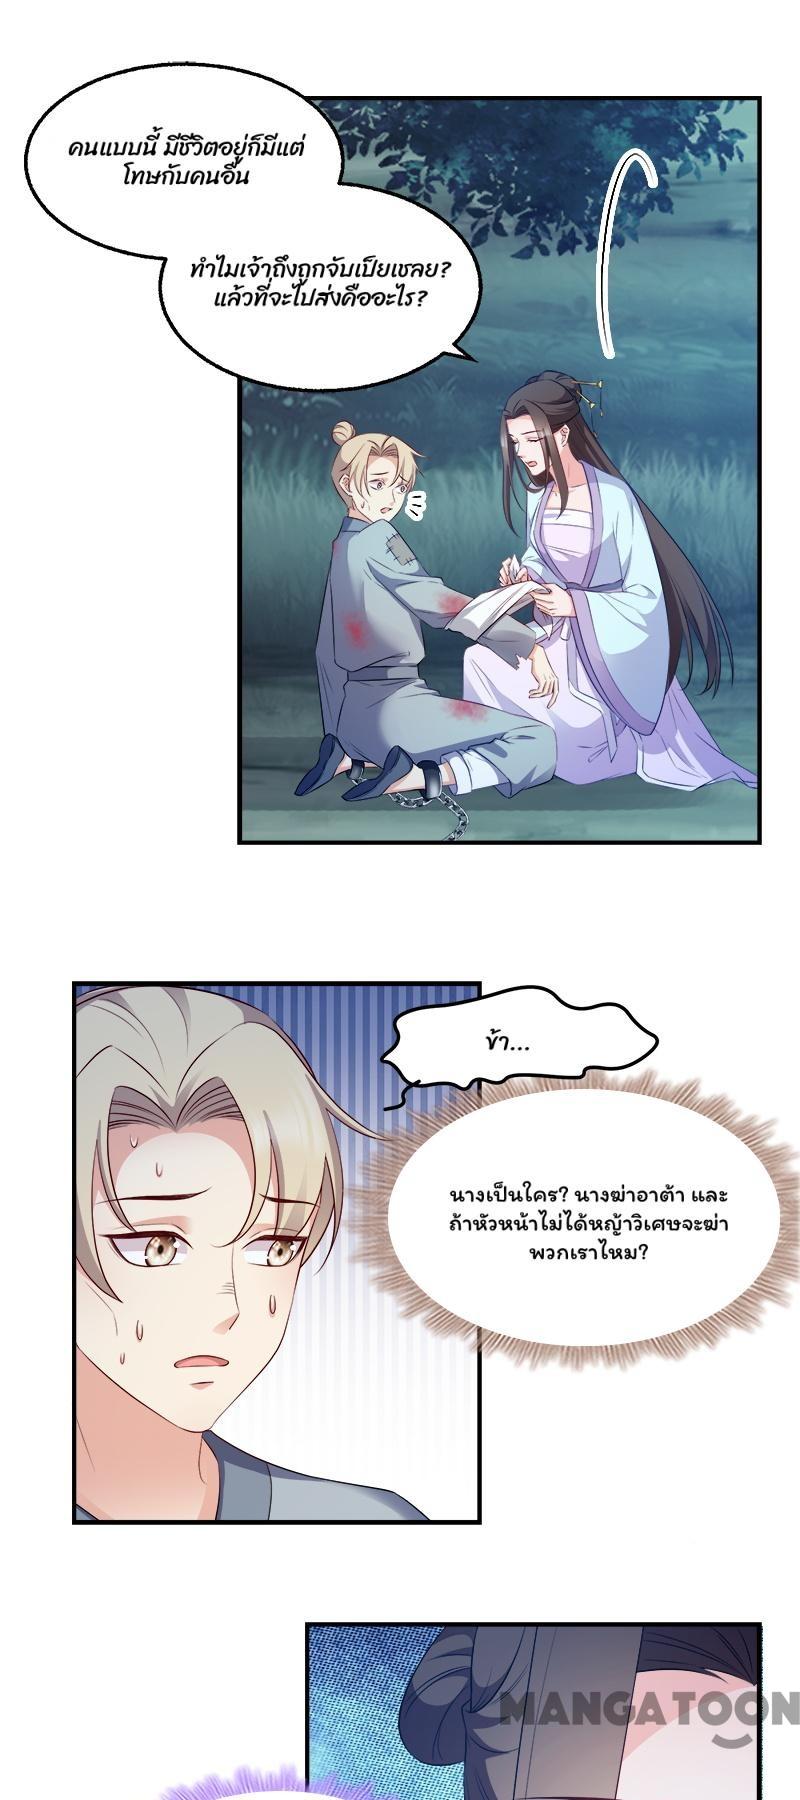 คนแบบนี้ มีชีวิตอยู่ก็มีแต่
โทษกับคนอื่น
ทำไมเจ้าถึงถูกจับเป็ยเชลย?
แล้วที่จะไปส่งคืออะไร?
ข้า...
นางเป็นใคร? นางฆ่าอาต้า และ
ถ้าหัวหน้าไม่ได้หญ้าวิเศษจะฆ่า
พวกเราไหม?
MANGATOON